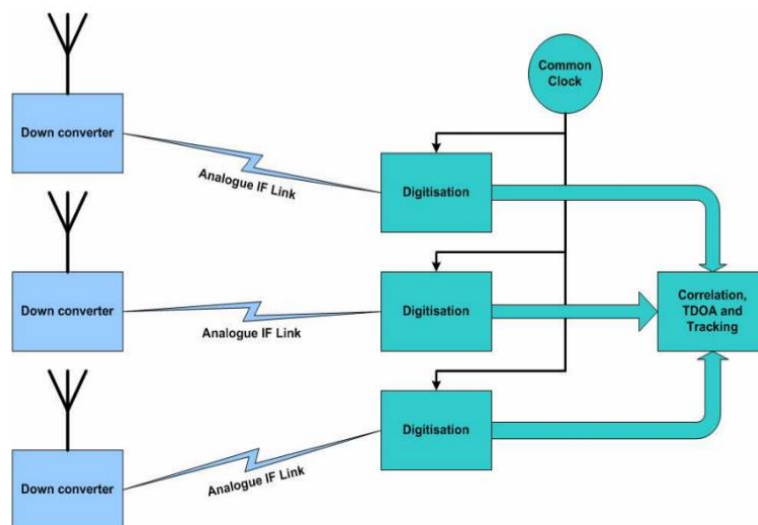 Common
Clock
Down converter
Analogue IF Link
Digitisation
Down converter
Analogue IF Link
Digitisation
Correlation,
TDOA and
Tracking
Down converter
Analogue IF Link
Digitisation